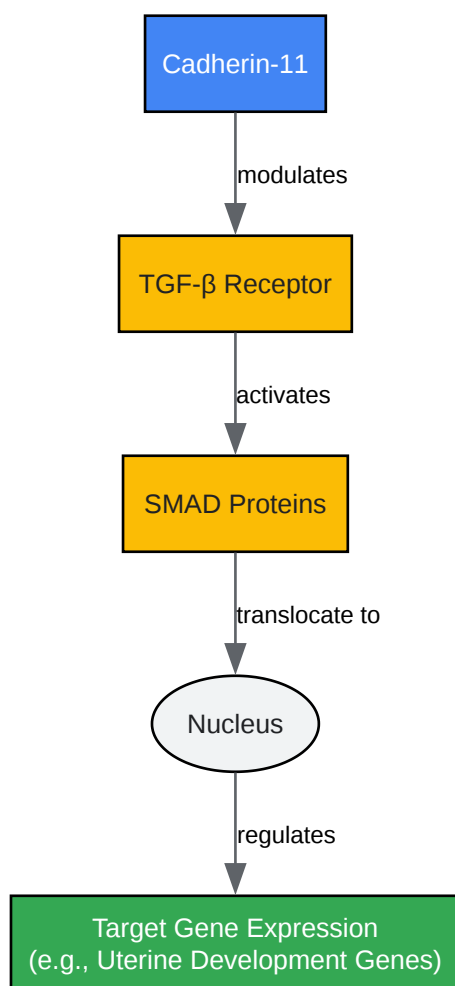 Cadherin-11
modulates
TGF-β Receptor
activates
SMAD Proteins
translocate to
Nucleus
regulates
Target Gene Expression
(e.g., Uterine Development Genes)